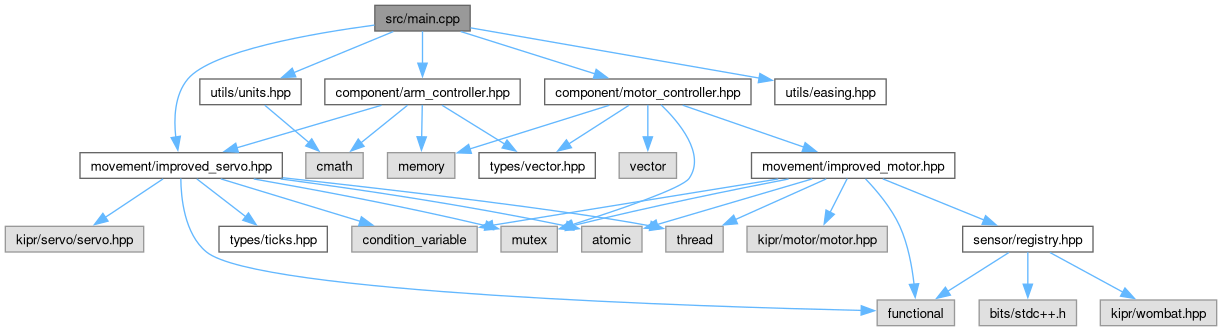 src/main.cpp
utils/units.hpp
component/arm_controller.hpp
component/motor_controller.hpp
utils/easing.hpp
movement/improved_servo.hpp
cmath
memory
types/vector.hpp
vector
movement/improved_motor.hpp
kipr/servo/servo.hpp
types/ticks.hpp
condition_variable
mutex
atomic
thread
kipr/motor/motor.hpp
sensor/registry.hpp
functional
bits/stdc++.h
kipr/wombat.hpp